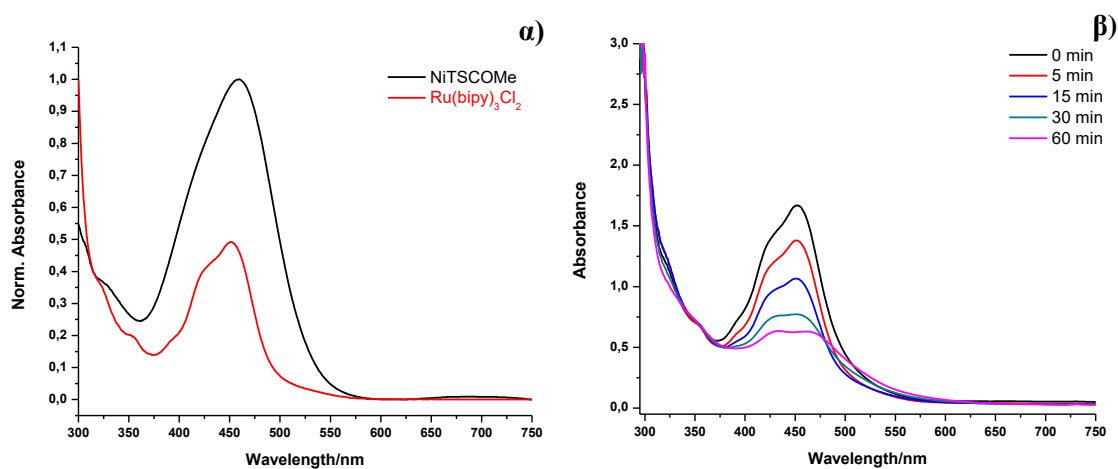 α)
1,1
1,0
0,9
0,8
0,7
0,6
0,5
0,4
0,3
0,2
0,1
0,0
Norm. Absorbance
300 350 400 450 500 550 600 650 700 750
Wavelength/nm
NiTSCOMe
Ru(bipy)₃Cl₂
β)
3,0
2,5
2,0
1,5
1,0
0,5
0,0
Absorbance
300 350 400 450 500 550 600 650 700 750
Wavelength/nm
0 min
5 min
15 min
30 min
60 min